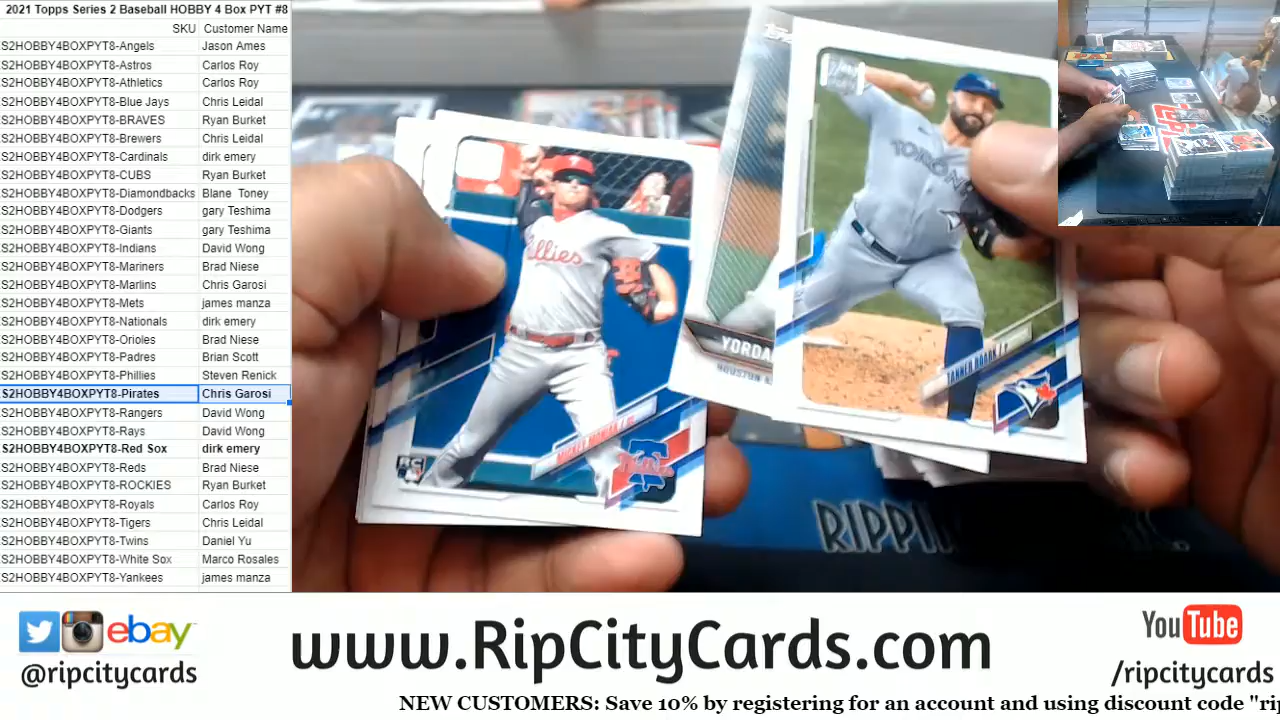 2021 Topps Series 2 Baseball HOBBY 4 Box PYT #8
SKU Customer Name
S2HOBBY4BOXPYT8-Angels Jason Ames
S2HOBBY4BOXPYT8-Astros Carlos Roy
S2HOBBY4BOXPYT8-Athletics Carlos Roy
S2HOBBY4BOXPYT8-Blue Jays Chris Leidal
S2HOBBY4BOXPYT8-BRAVES Ryan Burket
S2HOBBY4BOXPYT8-Brewers Chris Leidal
S2HOBBY4BOXPYT8-Cardinals dirk emery
S2HOBBY4BOXPYT8-CUBS Ryan Burket
S2HOBBY4BOXPYT8-Diamondbacks Blane Toney
S2HOBBY4BOXPYT8-Dodgers gary Teshima
S2HOBBY4BOXPYT8-Giants gary Teshima
S2HOBBY4BOXPYT8-Indians David Wong
S2HOBBY4BOXPYT8-Mariners Brad Niese
S2HOBBY4BOXPYT8-Marlins Chris Garosi
S2HOBBY4BOXPYT8-Mets james manza
S2HOBBY4BOXPYT8-Nationals dirk emery
S2HOBBY4BOXPYT8-Orioles Brad Niese
S2HOBBY4BOXPYT8-Padres Brian Scott
S2HOBBY4BOXPYT8-Phillies Steven Renick
S2HOBBY4BOXPYT8-Pirates Chris Garosi
S2HOBBY4BOXPYT8-Rangers David Wong
S2HOBBY4BOXPYT8-Rays David Wong
S2HOBBY4BOXPYT8-Red Sox dirk emery
S2HOBBY4BOXPYT8-Reds Brad Niese
S2HOBBY4BOXPYT8-ROCKIES Ryan Burket
S2HOBBY4BOXPYT8-Royals Carlos Roy
S2HOBBY4BOXPYT8-Tigers Chris Leidal
S2HOBBY4BOXPYT8-Twins Daniel Yu
S2HOBBY4BOXPYT8-White Sox Marco Rosales
S2HOBBY4BOXPYT8-Yankees james manza
Phillies
Phillies
RC
YORDA
HOUSTON
TORON
TANNER ROARK / P
RIPPIN
ebay
@ripcitycards
www.RipCityCards.com
YouTube
/ripcitycards
NEW CUSTOMERS: Save 10% by registering for an account and using discount code "rip